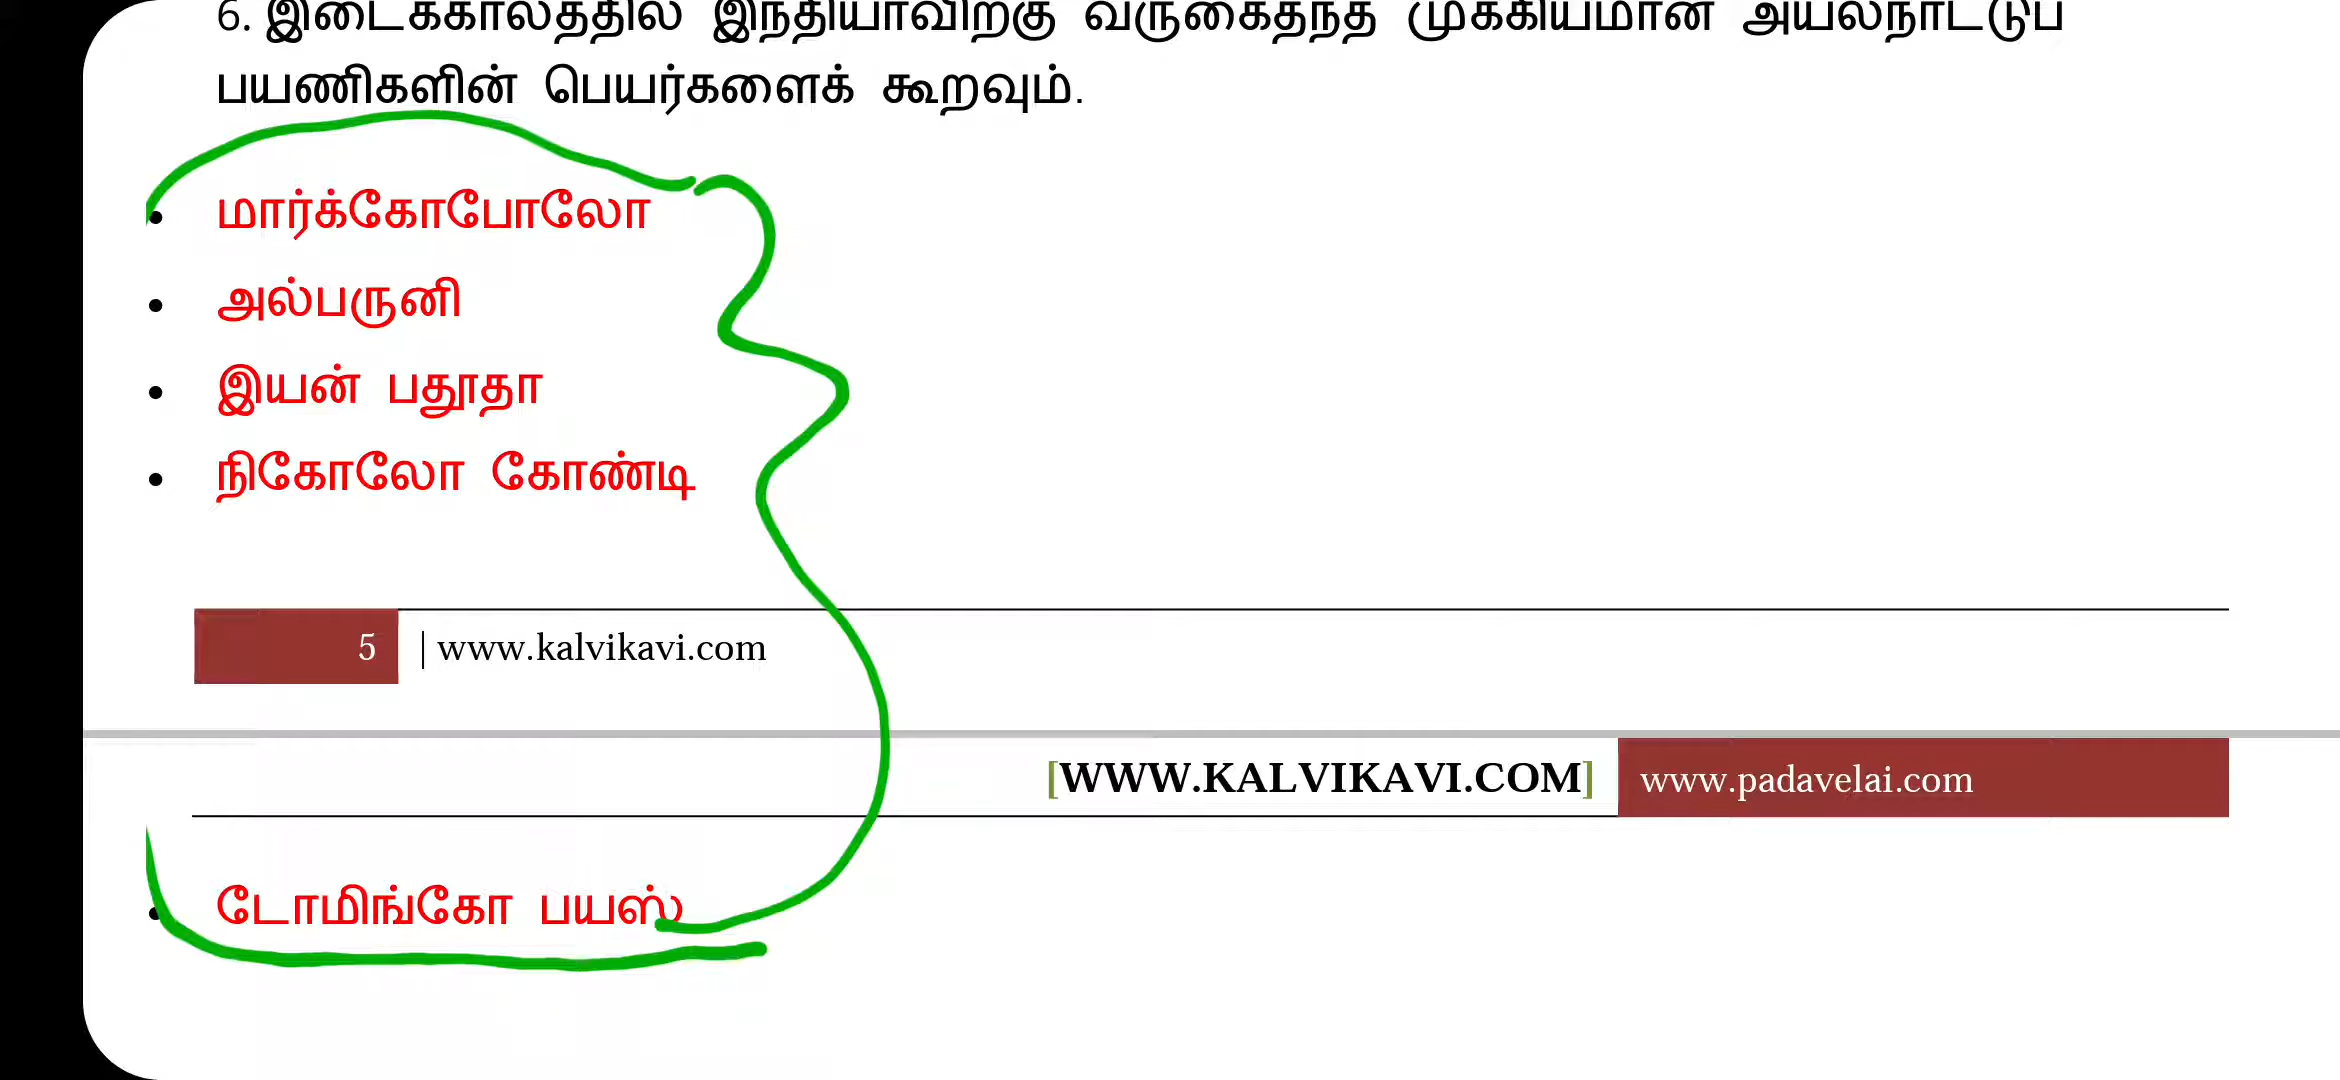 6. இடைக்காலத்தில் இந்தியாவிற்கு வருகைதந்த முக்கியமான அயல்நாட்டுப்
பயணிகளின் பெயர்களைக் கூறவும்.
• மார்க்கோபோலோ
• அல்பருனி
• இயன் பதூதா
• நிகோலோ கோண்டி
5 | www.kalvikavi.com
[WWW.KALVIKAVI.COM] www.padavelai.com
• டோமிங்கோ பயஸ்